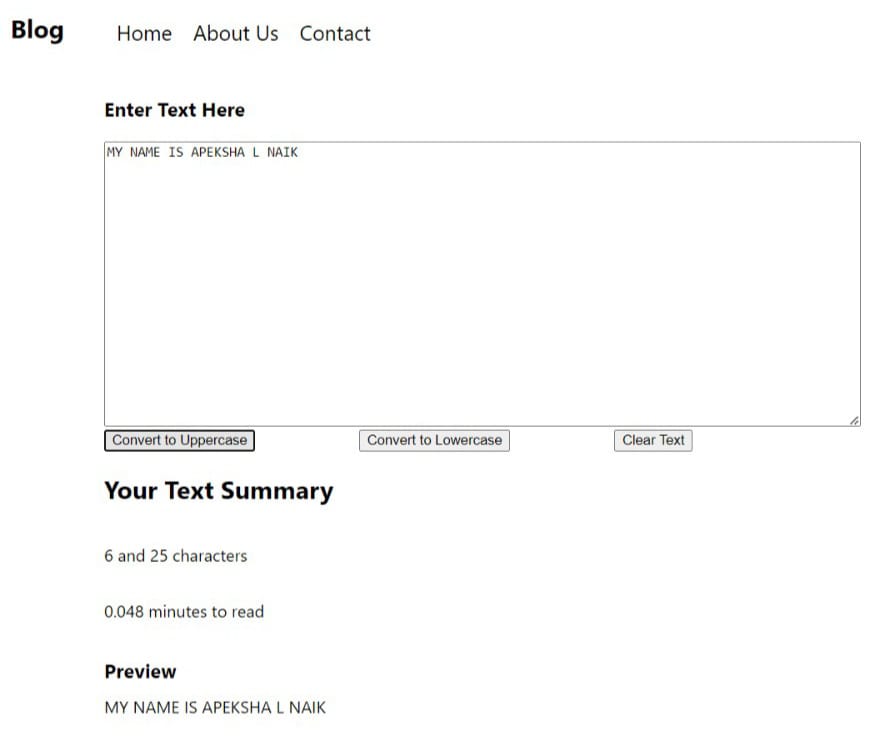 Blog Home About Us Contact
Enter Text Here
MY NAME IS APEKSHA L NAIK
Convert to Uppercase Convert to Lowercase Clear Text
Your Text Summary
6 and 25 characters
0.048 minutes to read
Preview
MY NAME IS APEKSHA L NAIK